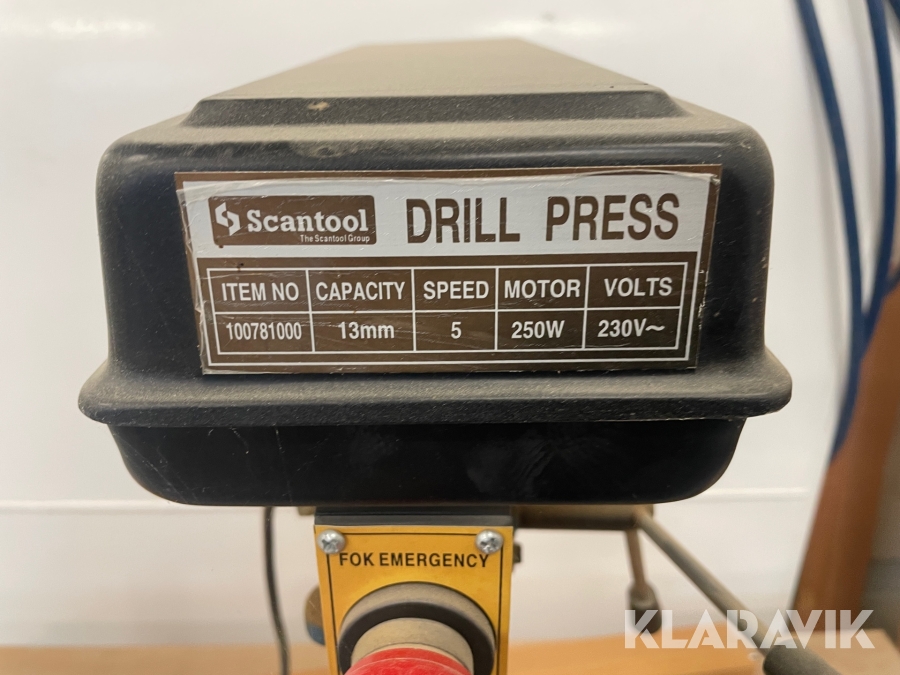 Scantool
The Scantool Group
DRILL PRESS
ITEM NO CAPACITY SPEED MOTOR VOLTS
100781000 13mm 5 250W 230V~
FOK EMERGENCY
KLARAVIK